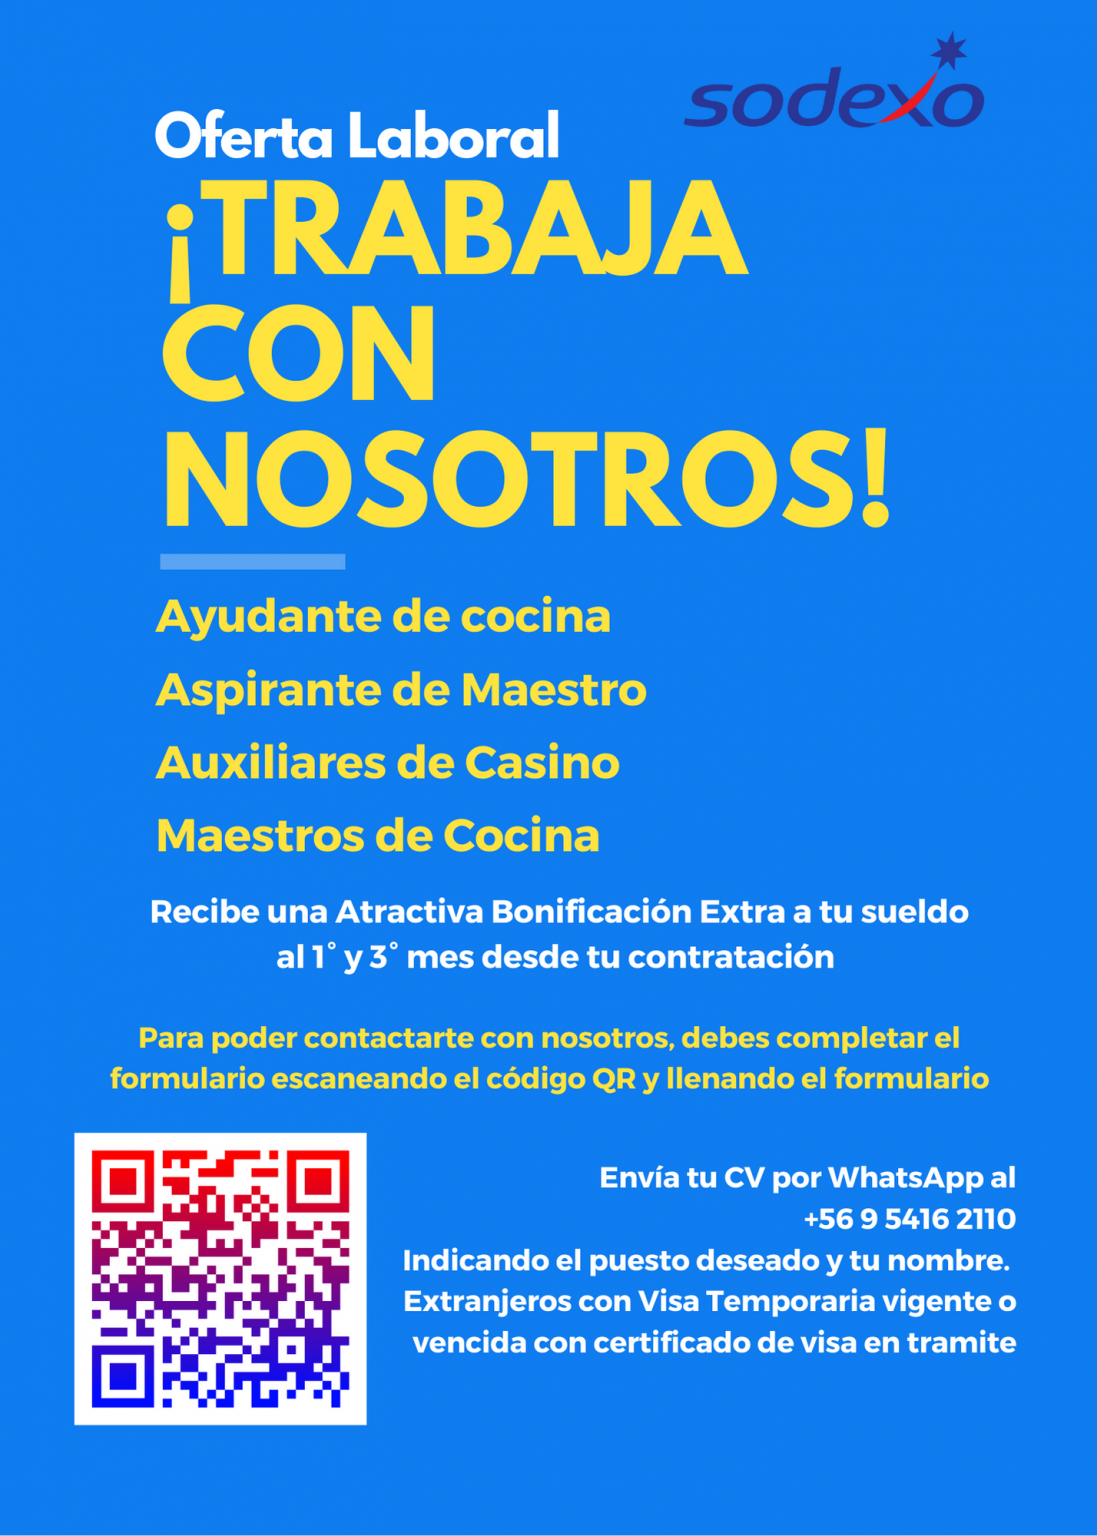 sodexo
Oferta Laboral
¡TRABAJA
CON
NOSOTROS!
Ayudante de cocina
Aspirante de Maestro
Auxiliares de Casino
Maestros de Cocina
Recibe una Atractiva Bonificación Extra a tu sueldo
al 1° y 3° mes desde tu contratación
Para poder contactarte con nosotros, debes completar el
formulario escaneando el código QR y llenando el formulario
Envía tu CV por WhatsApp al
+56 9 5416 2110
Indicando el puesto deseado y tu nombre.
Extranjeros con Visa Temporaria vigente o
vencida con certificado de visa en tramite